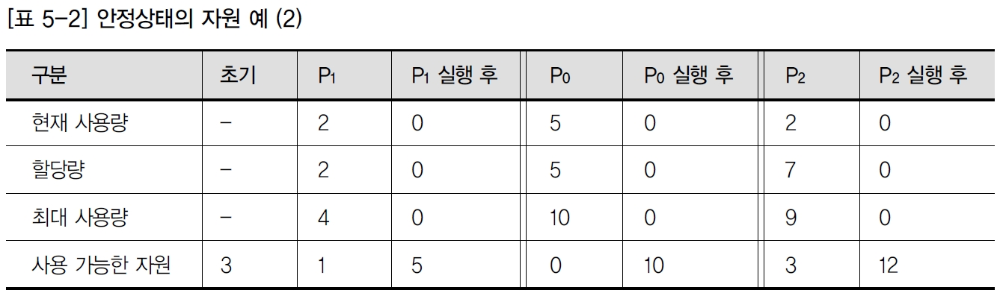 [표 5-2] 안정상태의 자원 예 (2)
구분 초기 P1 P1 실행 후 P0 P0 실행 후 P2 P2 실행 후
현재 사용량 - 2 0 5 0 2 0
할당량 - 2 0 5 0 7 0
최대 사용량 - 4 0 10 0 9 0
사용 가능한 자원 3 1 5 0 10 3 12